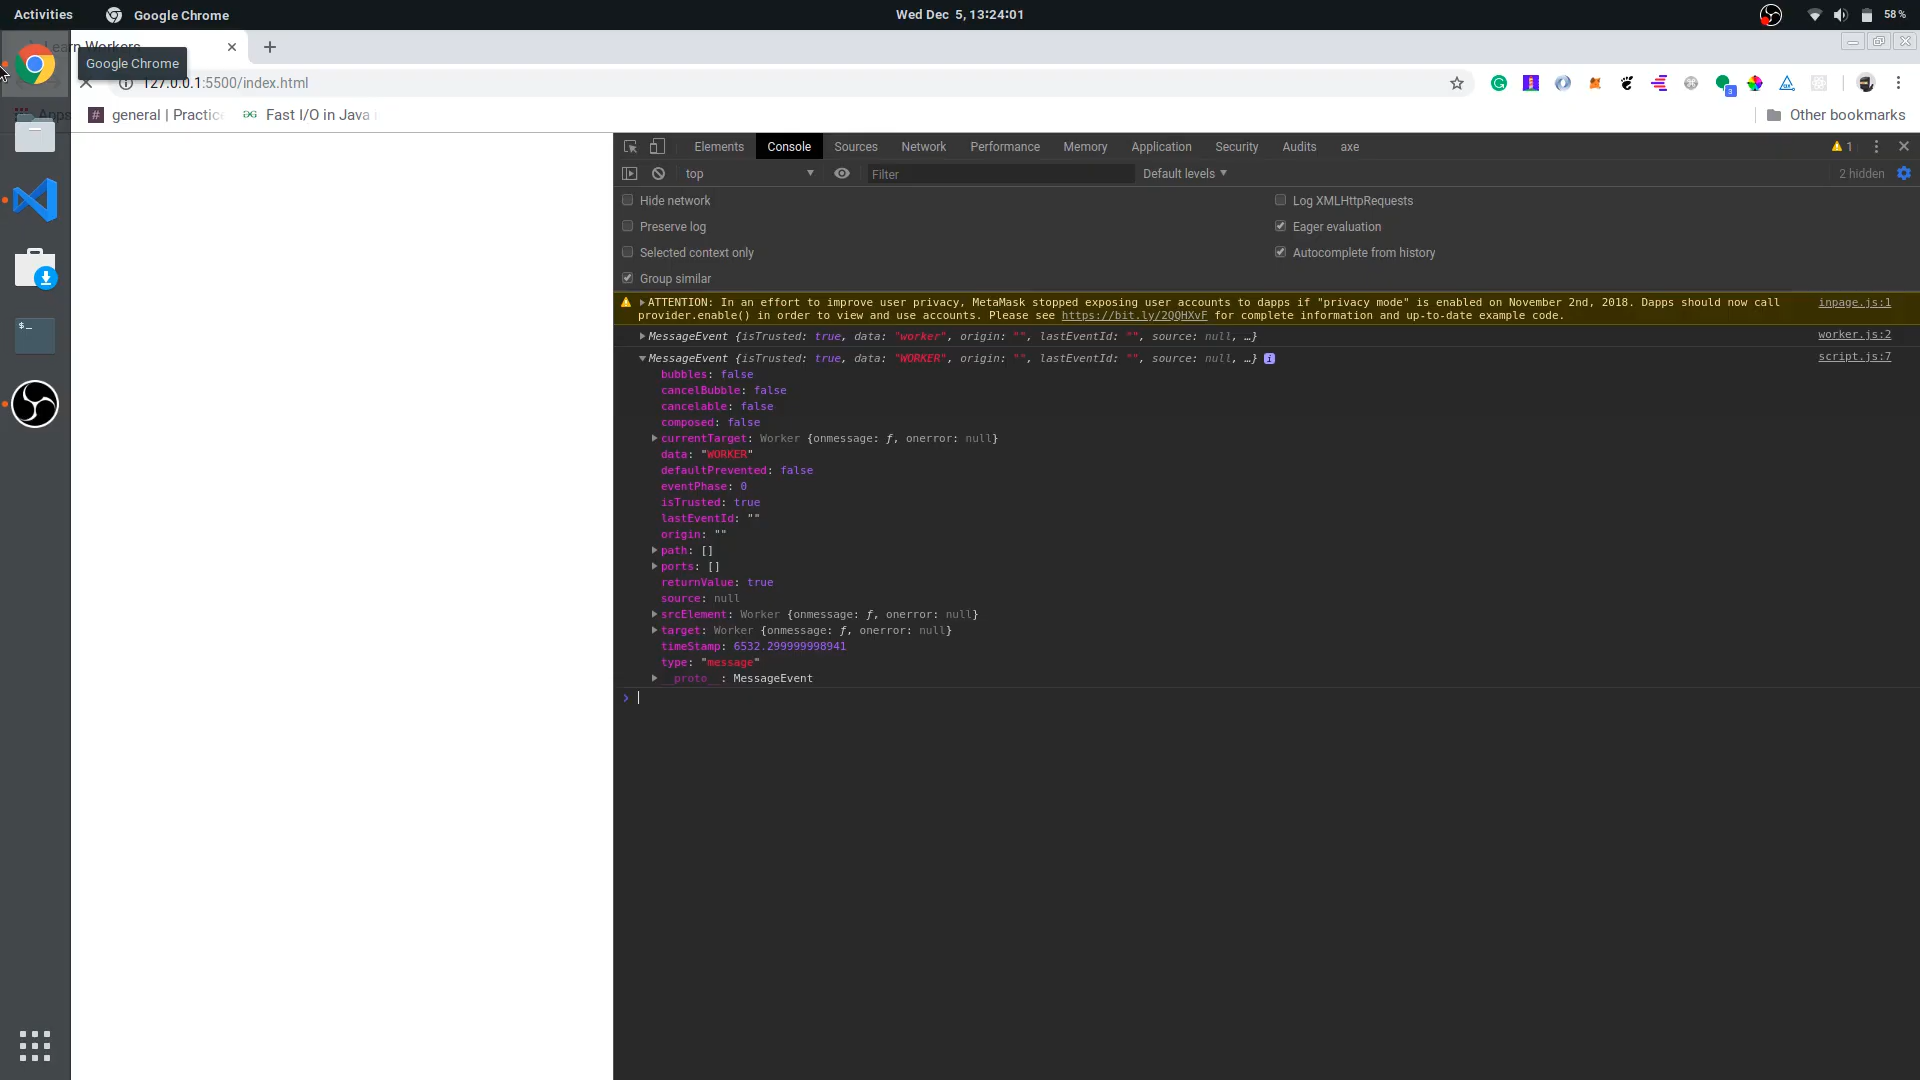 Activities Google Chrome Wed Dec 5, 13:24:01 58 %
Learn Workers
Google Chrome
127.0.0.1:5500/index.html
Apps # general | Practice Fast I/O in Java Other bookmarks
Elements Console Sources Network Performance Memory Application Security Audits axe 1
top Filter Default levels 2 hidden
Hide network Log XMLHttpRequests
Preserve log Eager evaluation
Selected context only Autocomplete from history
Group similar
ATTENTION: In an effort to improve user privacy, MetaMask stopped exposing user accounts to dapps if "privacy mode" is enabled on November 2nd, 2018. Dapps should now call inpage.js:1
provider.enable() in order to view and use accounts. Please see https://bit.ly/2QQHXvF for complete information and up-to-date example code.
MessageEvent {isTrusted: true, data: "worker", origin: "", lastEventId: "", source: null, …} worker.js:2
MessageEvent {isTrusted: true, data: "WORKER", origin: "", lastEventId: "", source: null, …} i script.js:7
bubbles: false
cancelBubble: false
cancelable: false
composed: false
currentTarget: Worker {onmessage: ƒ, onerror: null}
data: "WORKER"
defaultPrevented: false
eventPhase: 0
isTrusted: true
lastEventId: ""
origin: ""
path: []
ports: []
returnValue: true
source: null
srcElement: Worker {onmessage: ƒ, onerror: null}
target: Worker {onmessage: ƒ, onerror: null}
timeStamp: 6532.299999998941
type: "message"
__proto__: MessageEvent